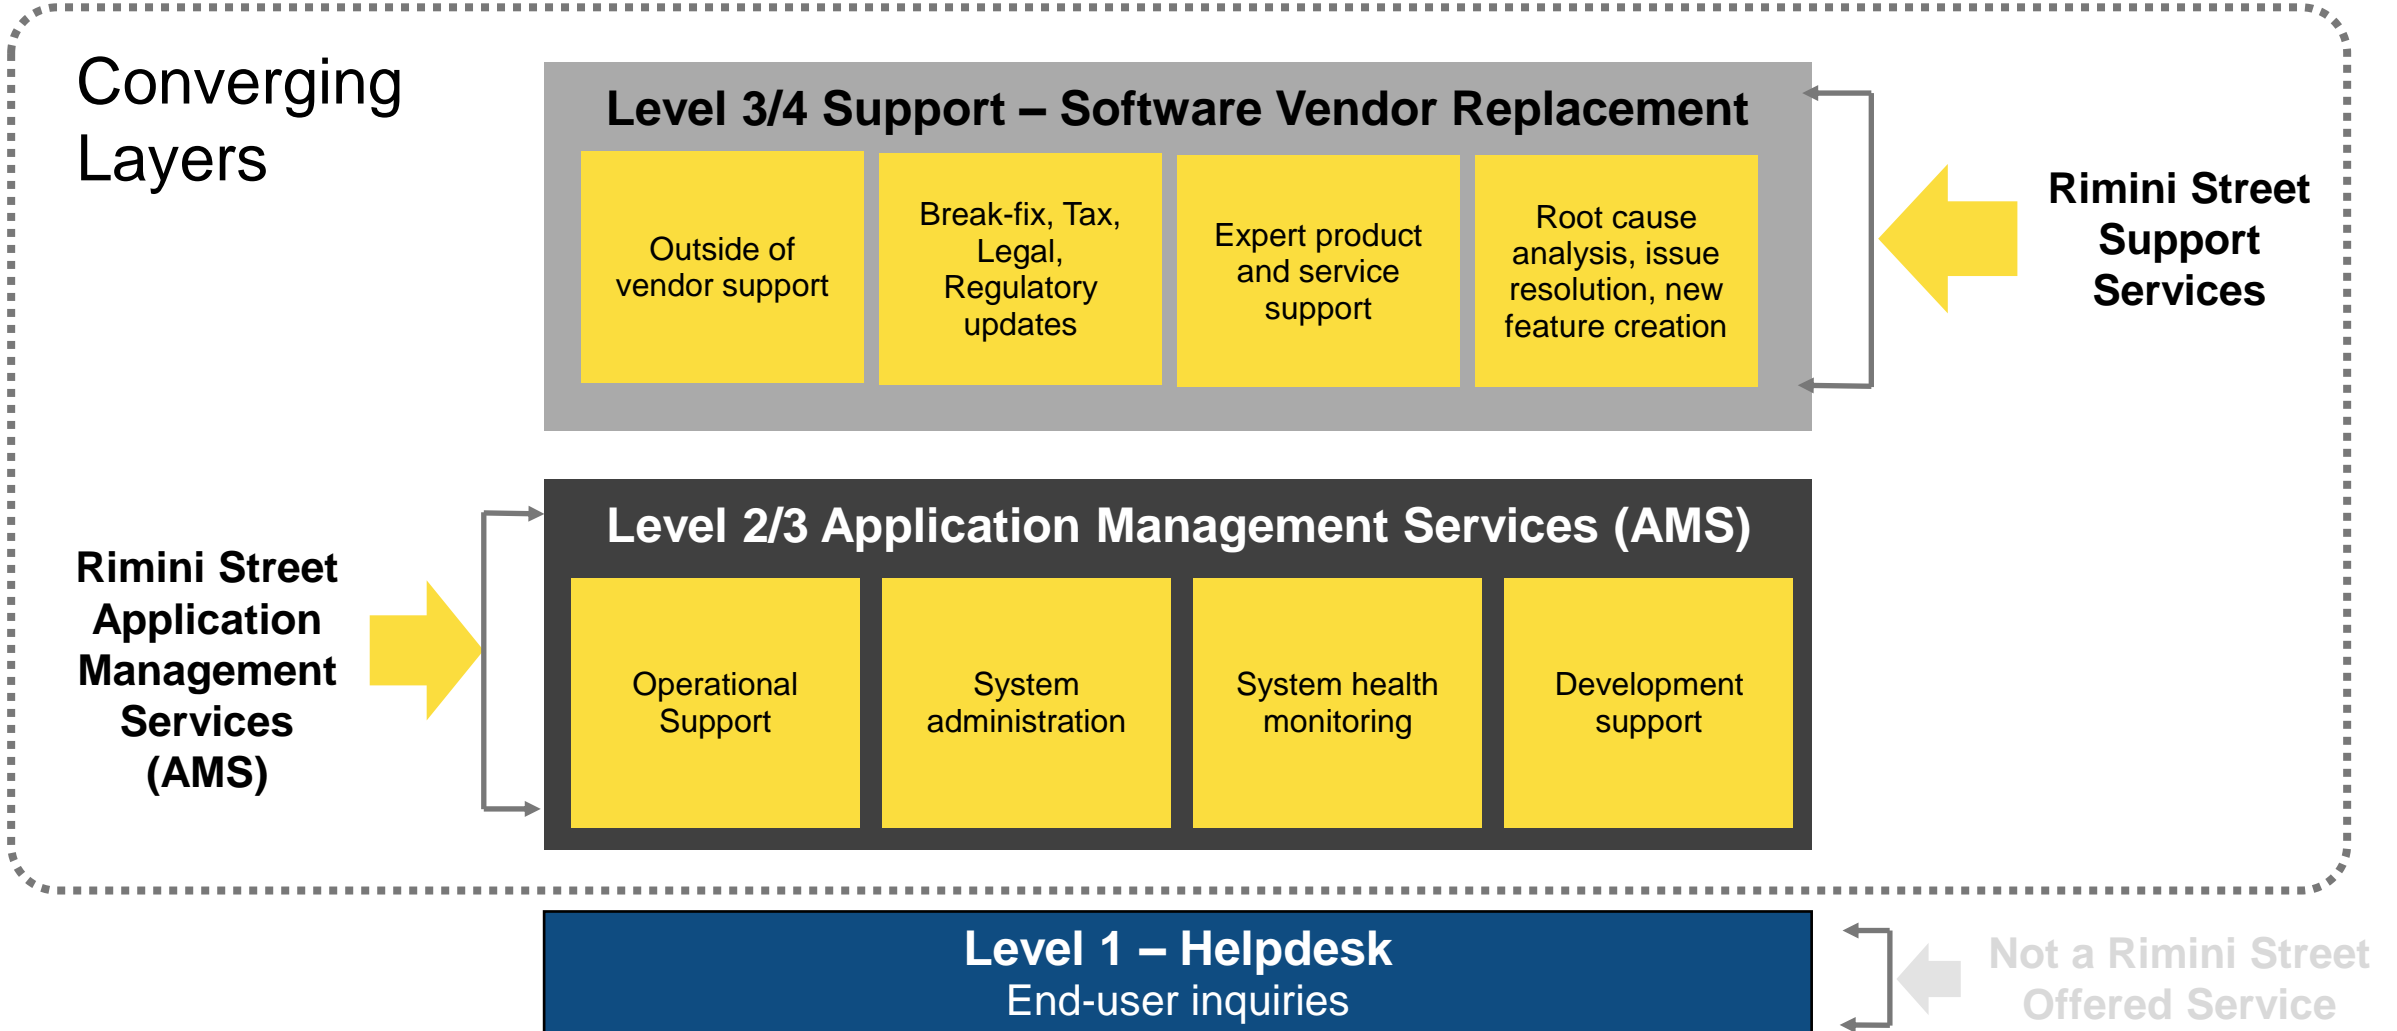 Converging
Layers
Level 3/4 Support – Software Vendor Replacement
Outside of
vendor support
Break-fix, Tax,
Legal,
Regulatory
updates
Expert product
and service
support
Root cause
analysis, issue
resolution, new
feature creation
Rimini Street
Support
Services
Rimini Street
Application
Management
Services
(AMS)
Level 2/3 Application Management Services (AMS)
Operational
Support
System
administration
System health
monitoring
Development
support
Level 1 – Helpdesk
End-user inquiries
Not a Rimini Street
Offered Service